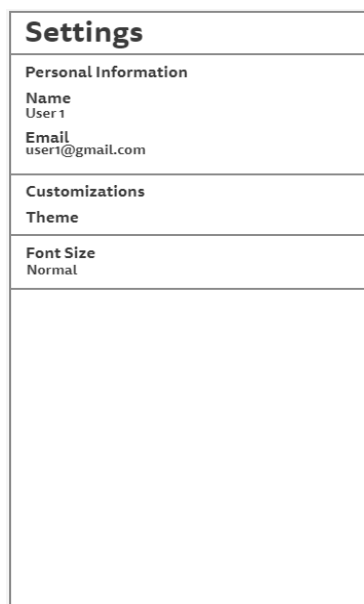 Settings
Personal Information
Name
User 1
Email
user1@gmail.com
Customizations
Theme
Font Size
Normal